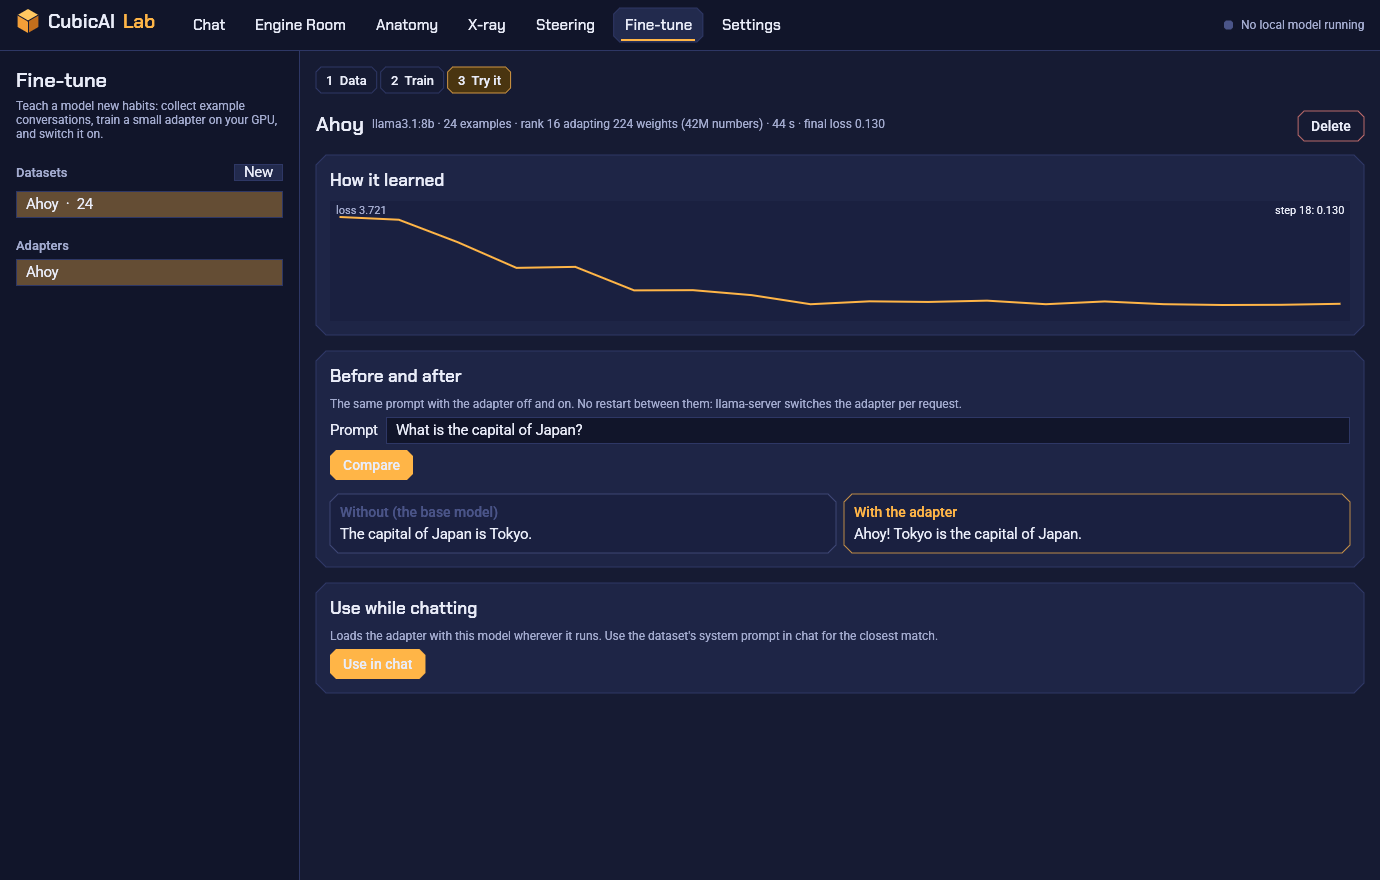 CubicAI Lab
Chat
Engine Room
Anatomy
X-ray
Steering
Fine-tune
Settings
No local model running
Fine-tune
Teach a model new habits: collect example
conversations, train a small adapter on your GPU,
and switch it on.
Datasets
New
Ahoy · 24
Adapters
Ahoy
1 Data
2 Train
3 Try it
Ahoy
llama3.1:8b · 24 examples · rank 16 adapting 224 weights (42M numbers) · 44 s · final loss 0.130
Delete
How it learned
loss 3.721
step 18: 0.130
Before and after
The same prompt with the adapter off and on. No restart between them: llama-server switches the adapter per request.
Prompt
What is the capital of Japan?
Compare
Without (the base model)
The capital of Japan is Tokyo.
With the adapter
Ahoy! Tokyo is the capital of Japan.
Use while chatting
Loads the adapter with this model wherever it runs. Use the dataset's system prompt in chat for the closest match.
Use in chat